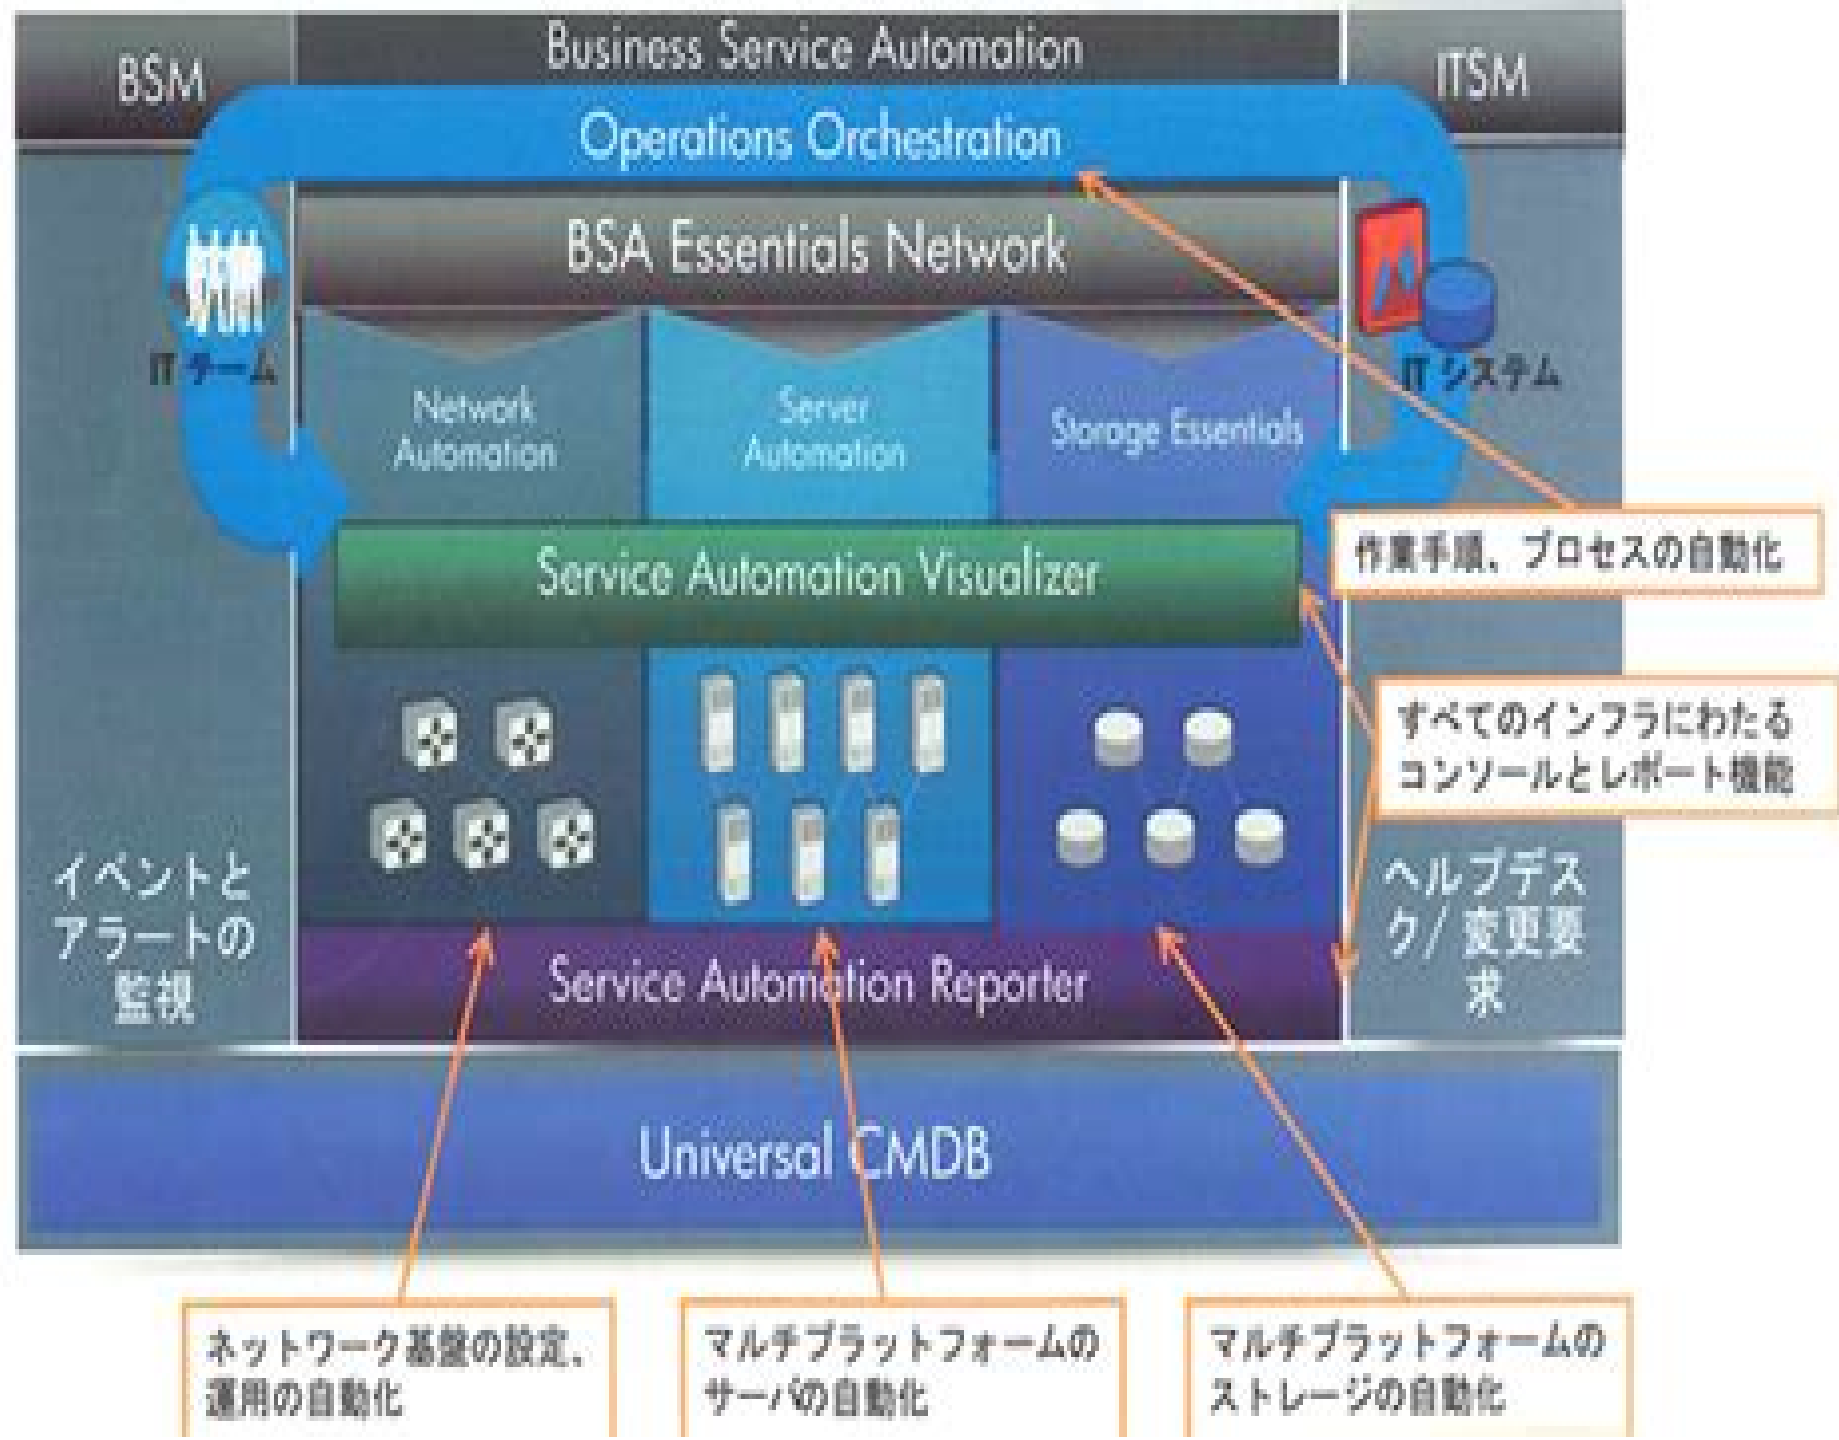 Business Service Automation
BSM
ITSM
Operations Orchestration
BSA Essentials Network
IT チーム
IT システム
Network
Automation
Server
Automation
Storage Essentials
作業手順、プロセスの自動化
Service Automation Visualizer
すべてのインフラにわたる
コンソールとレポート機能
イベントと
アラートの
監視
ヘルプデス
ク/ 変更要
求
Service Automation Reporter
Universal CMDB
ネットワーク基盤の設定、
運用の自動化
マルチプラットフォームの
サーバの自動化
マルチプラットフォームの
ストレージの自動化